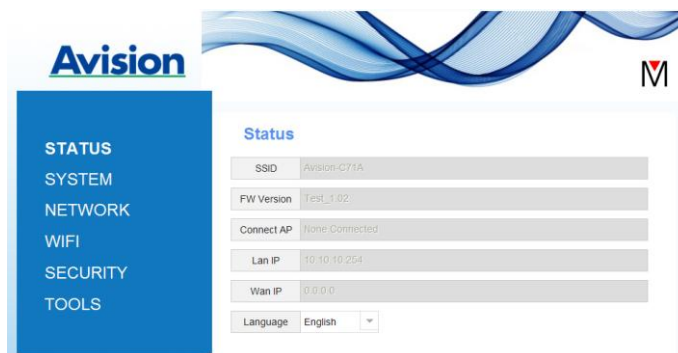 Avision
STATUS
SYSTEM
NETWORK
WIFI
SECURITY
TOOLS
Status
SSID Avision-C71A
FW Version Test_1.02
Connect AP None Connected
Lan IP 10.10.10.254
Wan IP 0.0.0.0
Language English